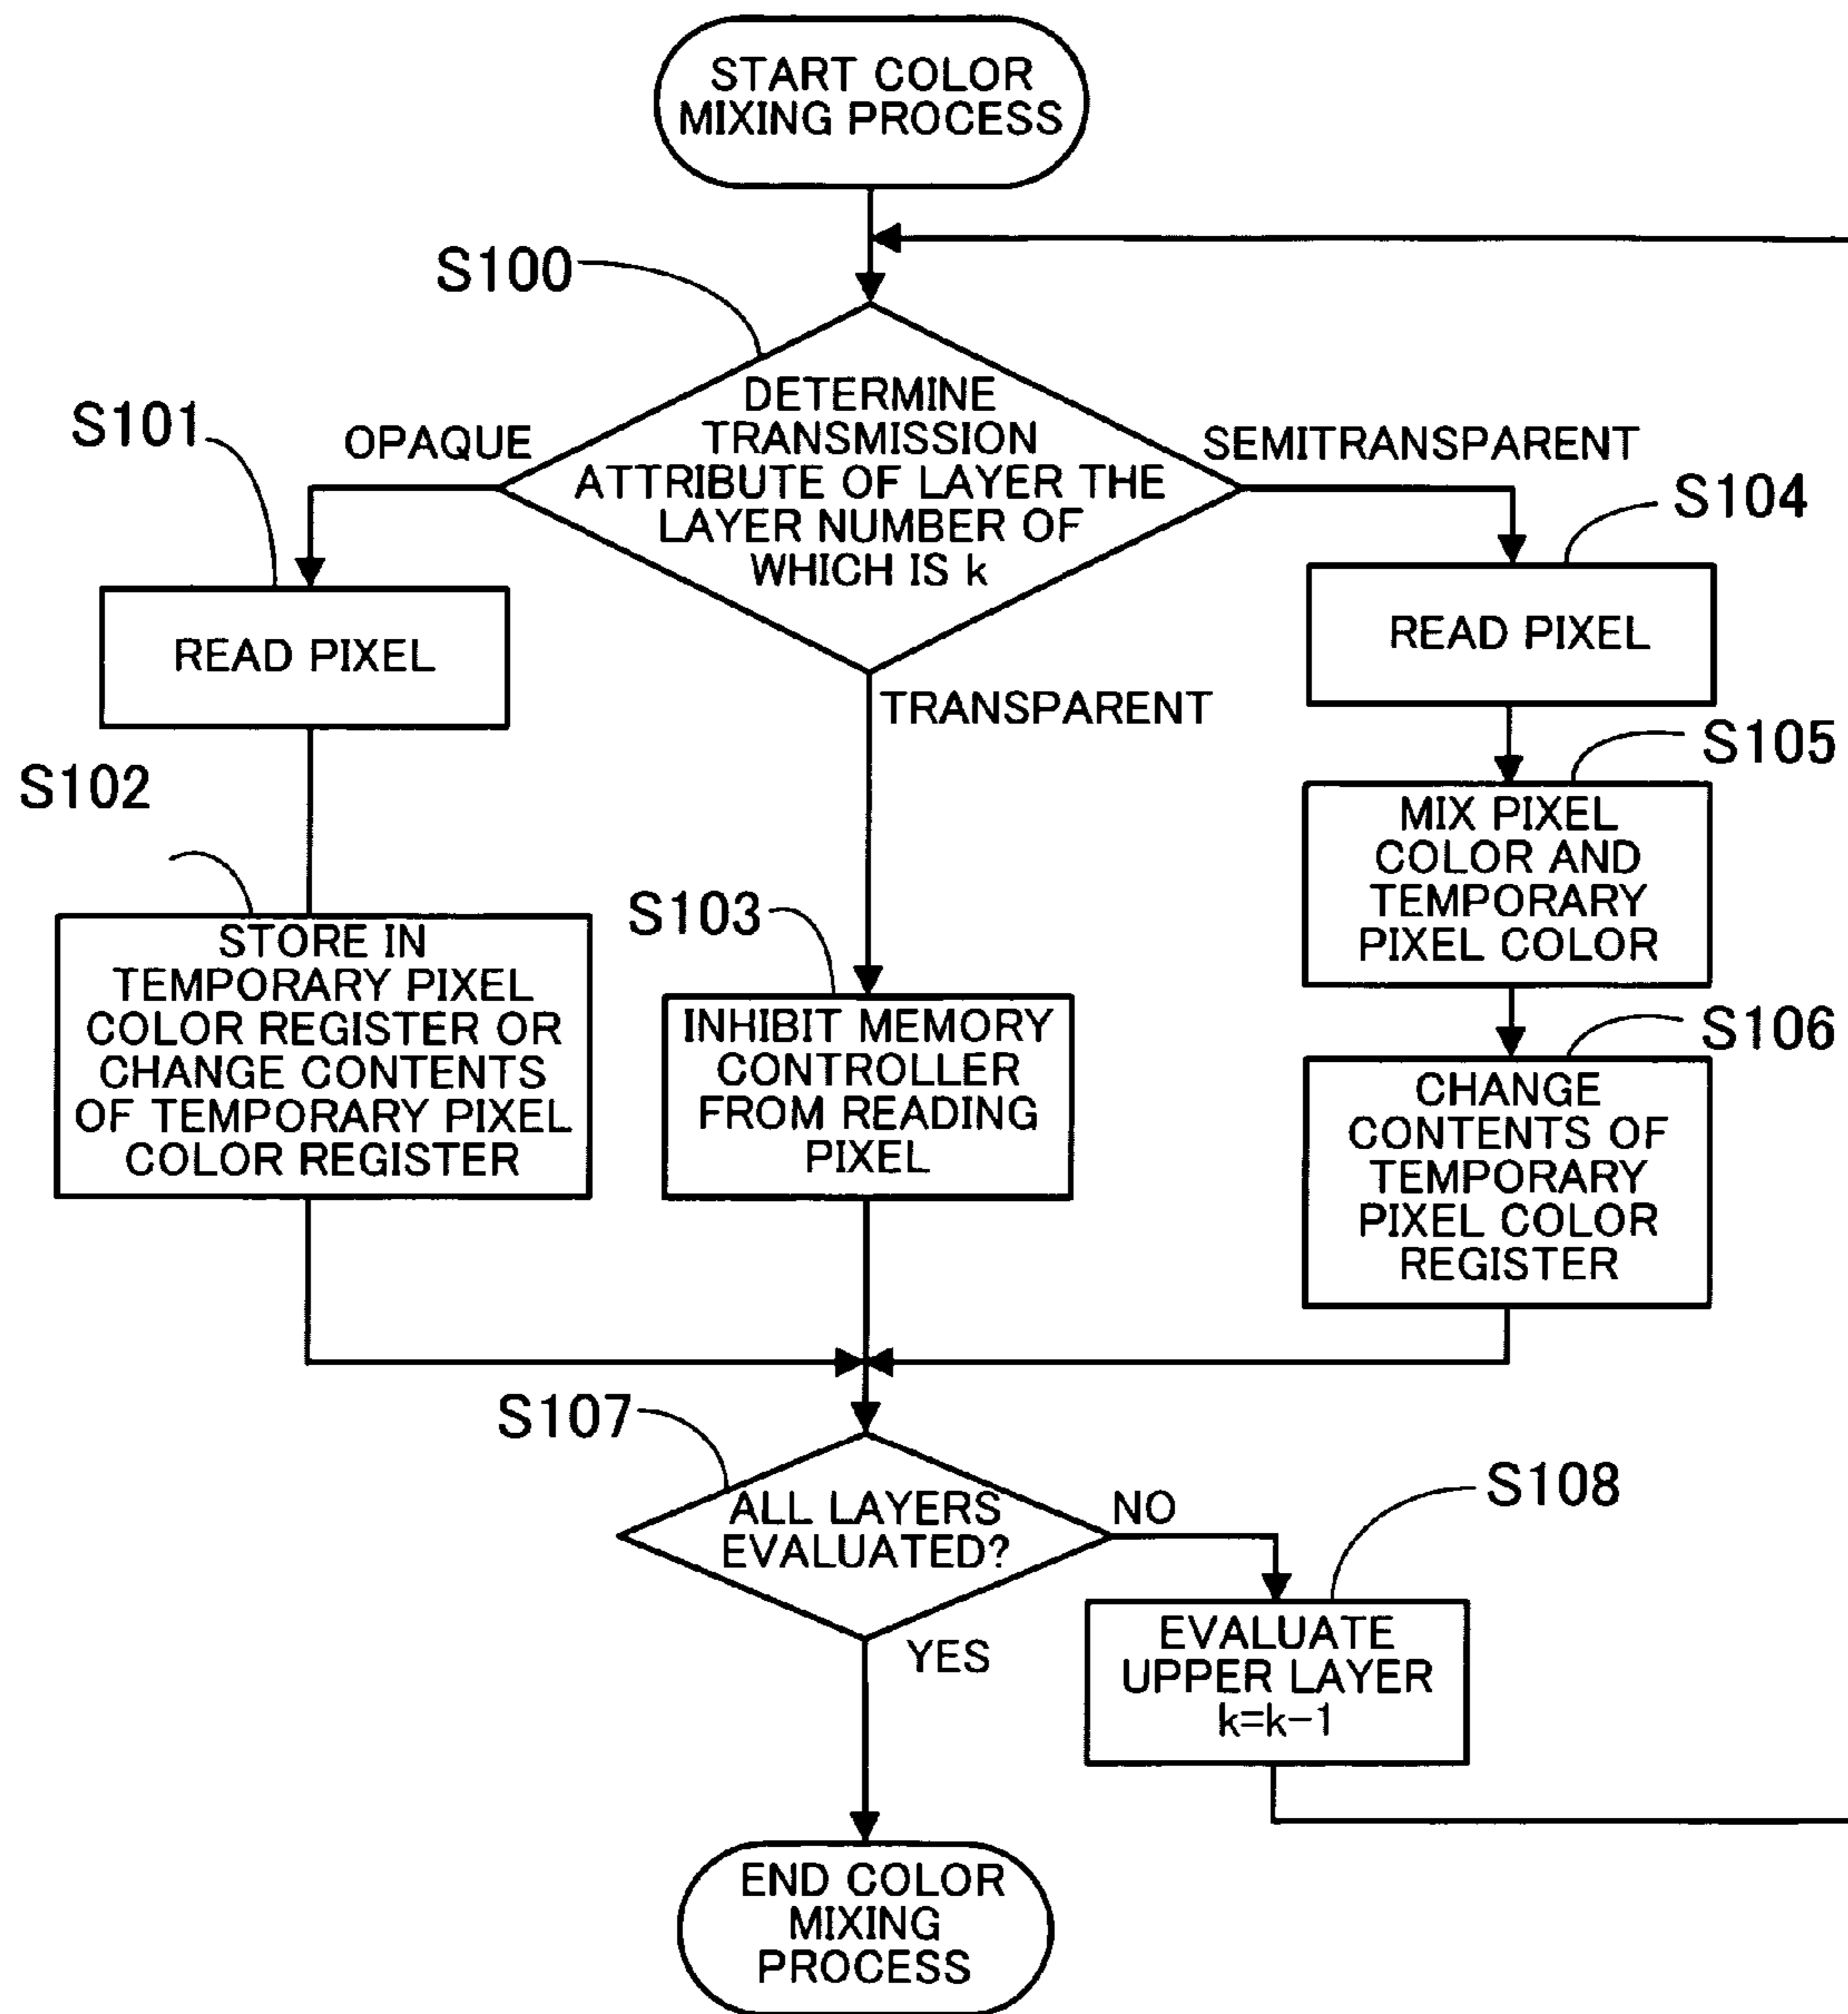 START COLOR
MIXING PROCESS
S100
DETERMINE
TRANSMISSION
ATTRIBUTE OF LAYER THE
LAYER NUMBER OF
WHICH IS k
S101
OPAQUE
SEMITRANSPARENT
TRANSPARENT
READ PIXEL
S102
STORE IN
TEMPORARY PIXEL
COLOR REGISTER OR
CHANGE CONTENTS
OF TEMPORARY PIXEL
COLOR REGISTER
S103
INHIBIT MEMORY
CONTROLLER
FROM READING
PIXEL
S104
READ PIXEL
S105
MIX PIXEL
COLOR AND
TEMPORARY
PIXEL COLOR
S106
CHANGE
CONTENTS OF
TEMPORARY
PIXEL COLOR
REGISTER
S107
ALL LAYERS
EVALUATED?
NO
YES
S108
EVALUATE
UPPER LAYER
k=k-1
END COLOR
MIXING
PROCESS